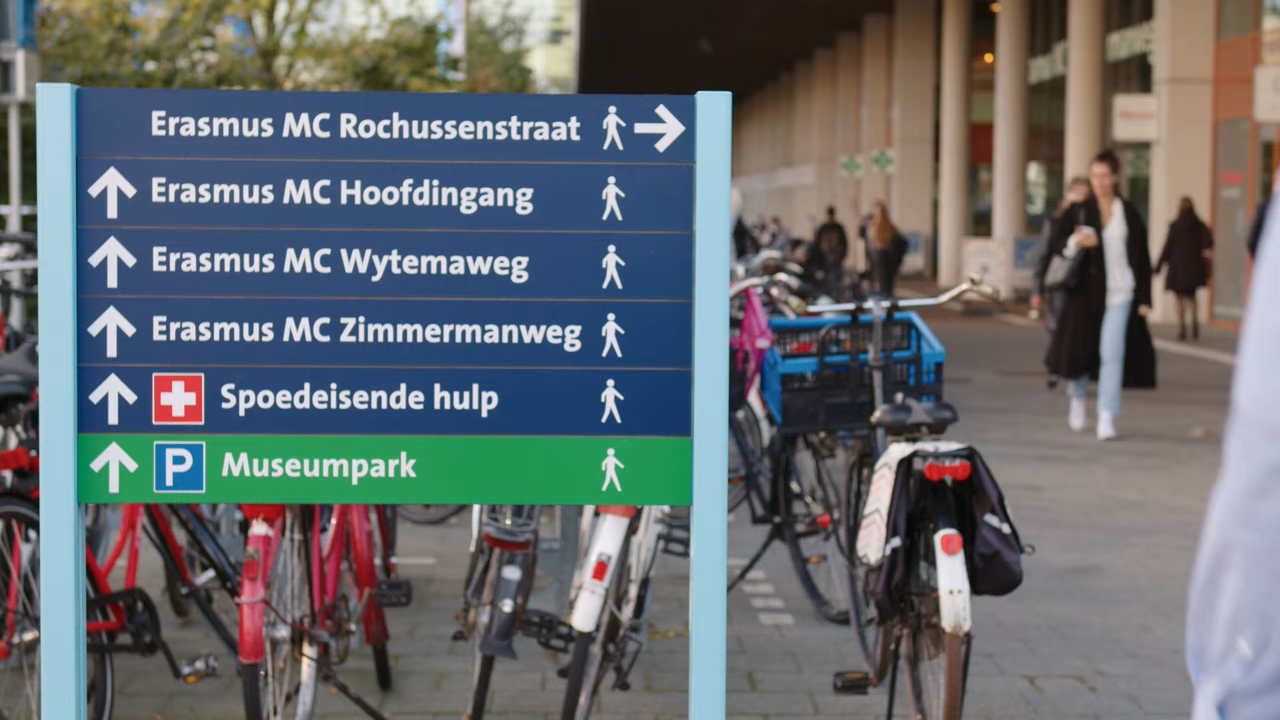 Erasmus MC Rochussenstraat
Erasmus MC Hoofdingang
Erasmus MC Wytemaweg
Erasmus MC Zimmermanweg
Spoedeisende hulp
P Museumpark